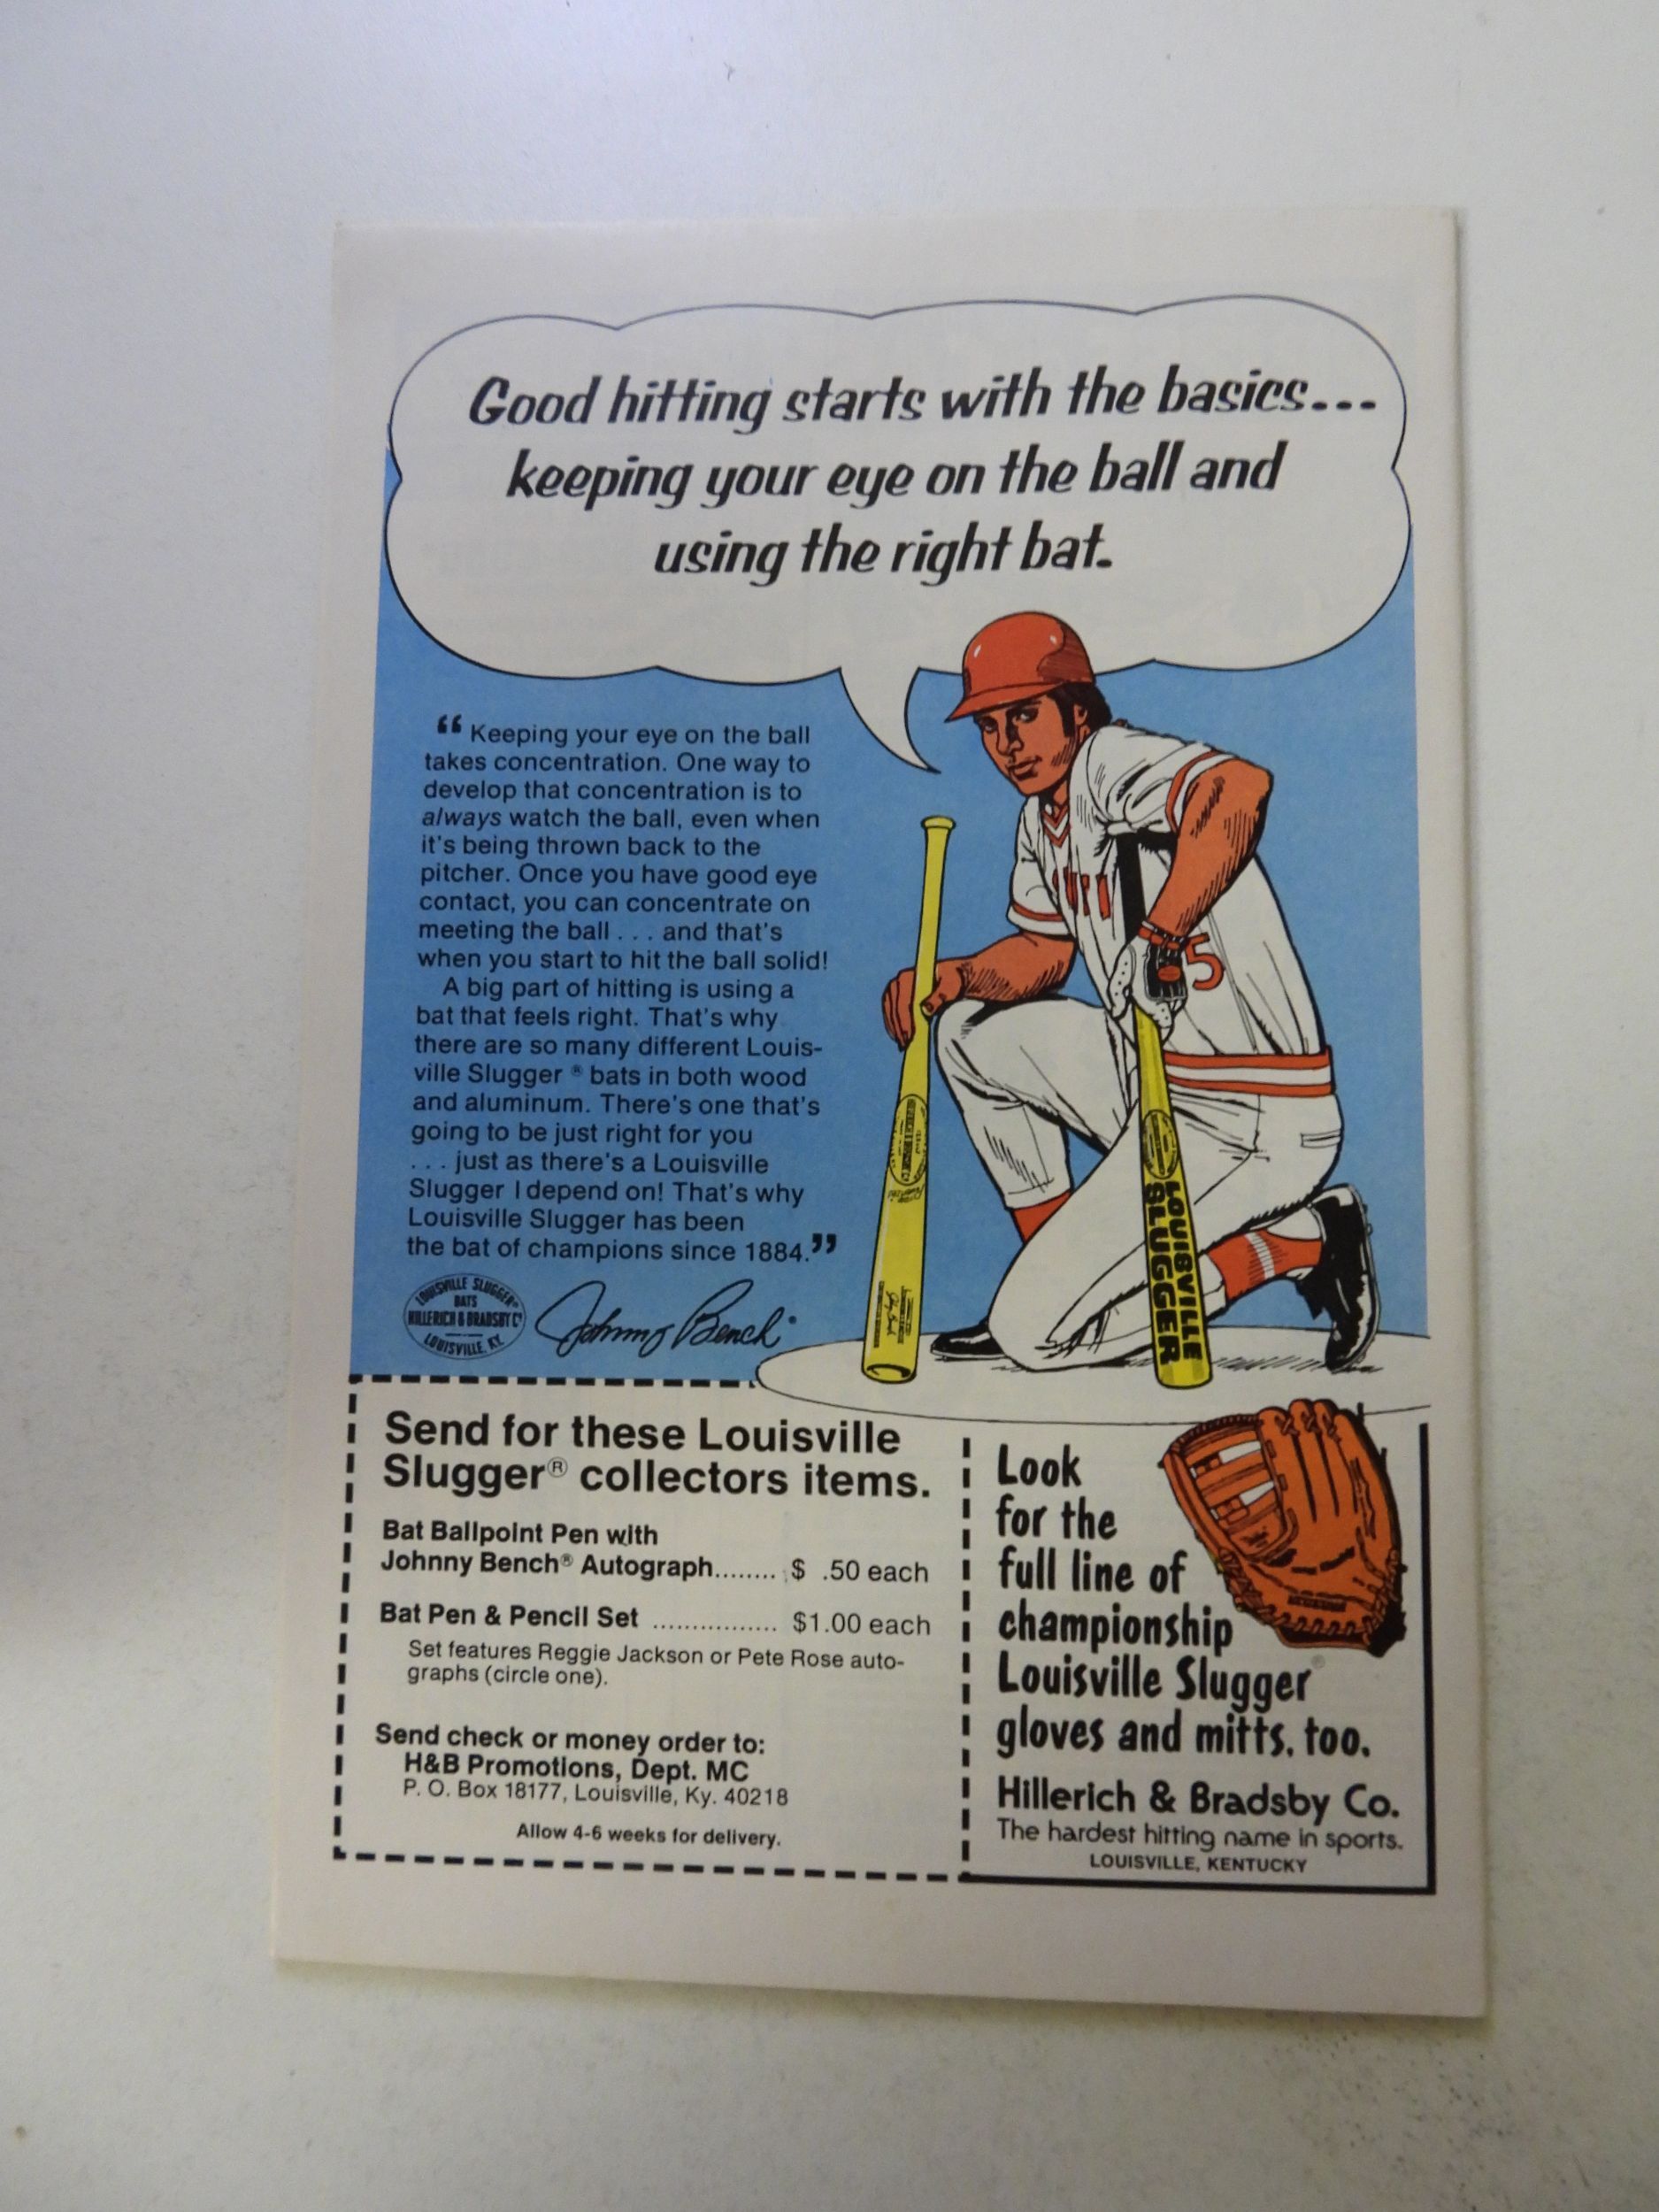 Good hitting starts with the basics...
keeping your eye on the ball and
using the right bat.
“ Keeping your eye on the ball
takes concentration. One way to
develop that concentration is to
always watch the ball, even when
it's being thrown back to the
pitcher. Once you have good eye
contact, you can concentrate on
meeting the ball . . . and that's
when you start to hit the ball solid!
A big part of hitting is using a
bat that feels right. That's why
there are so many different Louis-
ville Slugger ® bats in both wood
and aluminum. There's one that's
going to be just right for you
. . . just as there's a Louisville
Slugger I depend on! That's why
Louisville Slugger has been
the bat of champions since 1884.”
LOUISVILLE SLUGGER®
BATS
HILLERICH & BRADSBY Co
LOUISVILLE, KY.
Johnny Bench
5
LOUISVILLE
SLUGGER
Send for these Louisville
Slugger® collectors items.
Bat Ballpoint Pen with
Johnny Bench® Autograph........ $ .50 each
Bat Pen & Pencil Set ................ $1.00 each
Set features Reggie Jackson or Pete Rose auto-
graphs (circle one).
Send check or money order to:
H&B Promotions, Dept. MC
P. O. Box 18177, Louisville, Ky. 40218
Allow 4-6 weeks for delivery.
Look
for the
full line of
championship
Louisville Slugger®
gloves and mitts, too.
Hillerich & Bradsby Co.
The hardest hitting name in sports.
LOUISVILLE, KENTUCKY